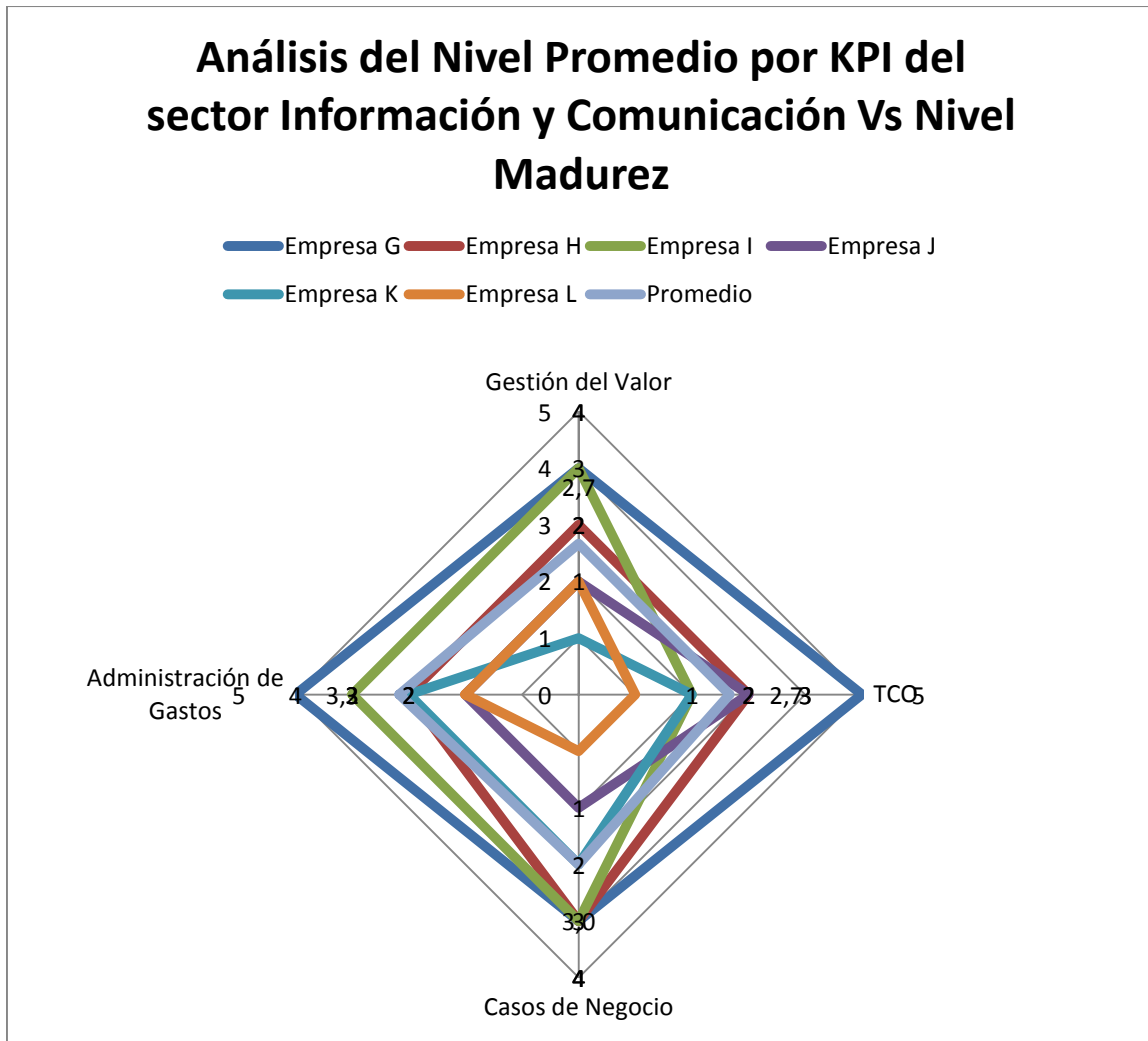 Análisis del Nivel Promedio por KPI del
sector Información y Comunicación Vs Nivel
Madurez
Empresa G Empresa H Empresa I Empresa J
Empresa K Empresa L Promedio
Gestión del Valor
5 4
4 3
2,7
3 2
2 1
1
Administración de
Gastos
5 4 2 0 1 2 2,7 3 TCO 5
1
2
4
Casos de Negocio